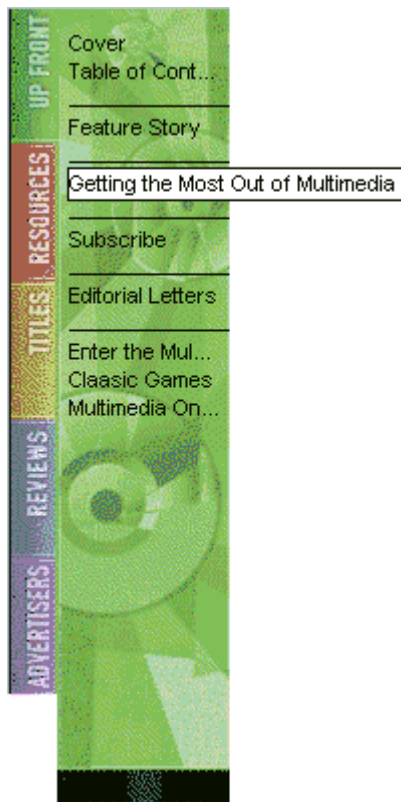 UP FRONT
RESOURCES
TITLES
REVIEWS
ADVERTISERS
Cover
Table of Cont...
Feature Story
Getting the Most Out of Multimedia
Subscribe
Editorial Letters
Enter the Mul...
Claasic Games
Multimedia On...